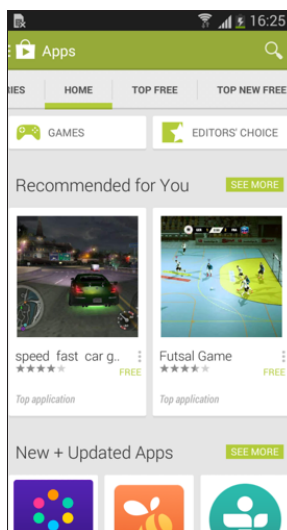 16:25
Apps
RIES HOME TOP FREE TOP NEW FREE
GAMES EDITORS' CHOICE
Recommended for You SEE MORE
speed fast car g.. Futsal Game
FREE FREE
Top application Top application
New + Updated Apps SEE MORE